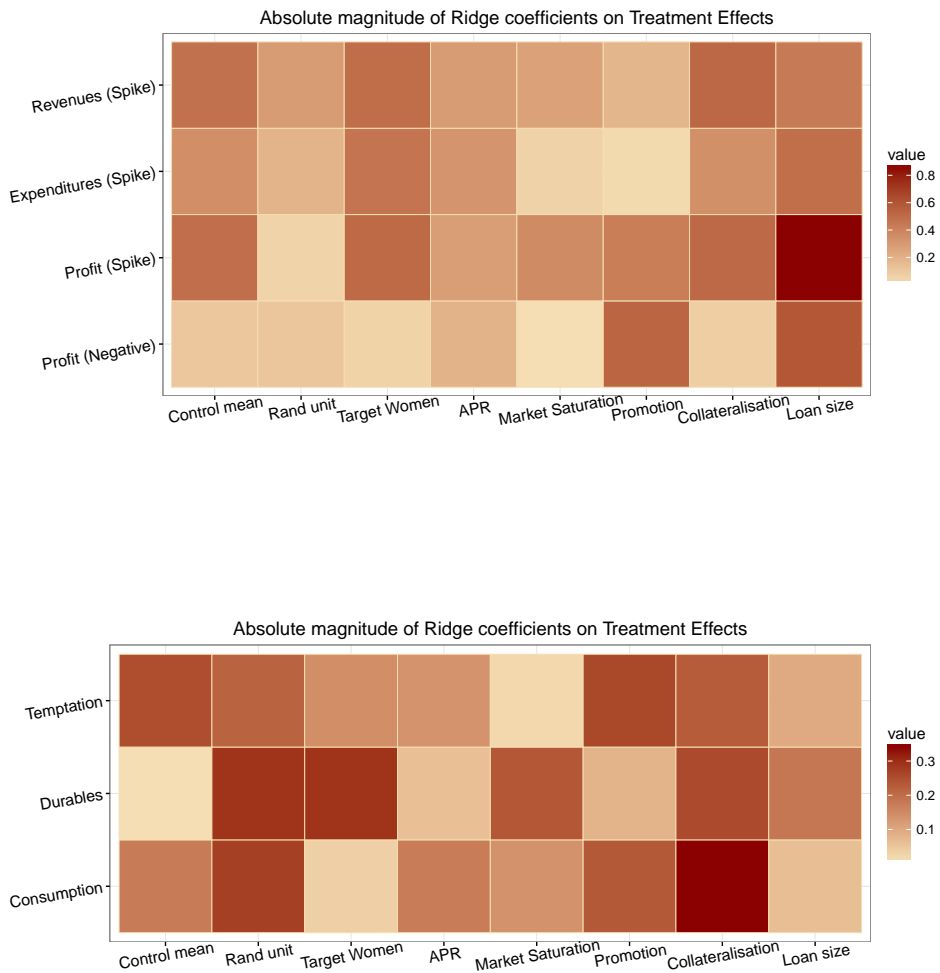 Absolute magnitude of Ridge coefficients on Treatment Effects
Revenues (Spike)
Expenditures (Spike)
Profit (Spike)
Profit (Negative)
Control mean
Rand unit
Target Women
APR
Market Saturation
Promotion
Collateralisation
Loan size
value
0.8
0.6
0.4
0.2
Absolute magnitude of Ridge coefficients on Treatment Effects
Temptation
Durables
Consumption
Control mean
Rand unit
Target Women
APR
Market Saturation
Promotion
Collateralisation
Loan size
value
0.3
0.2
0.1